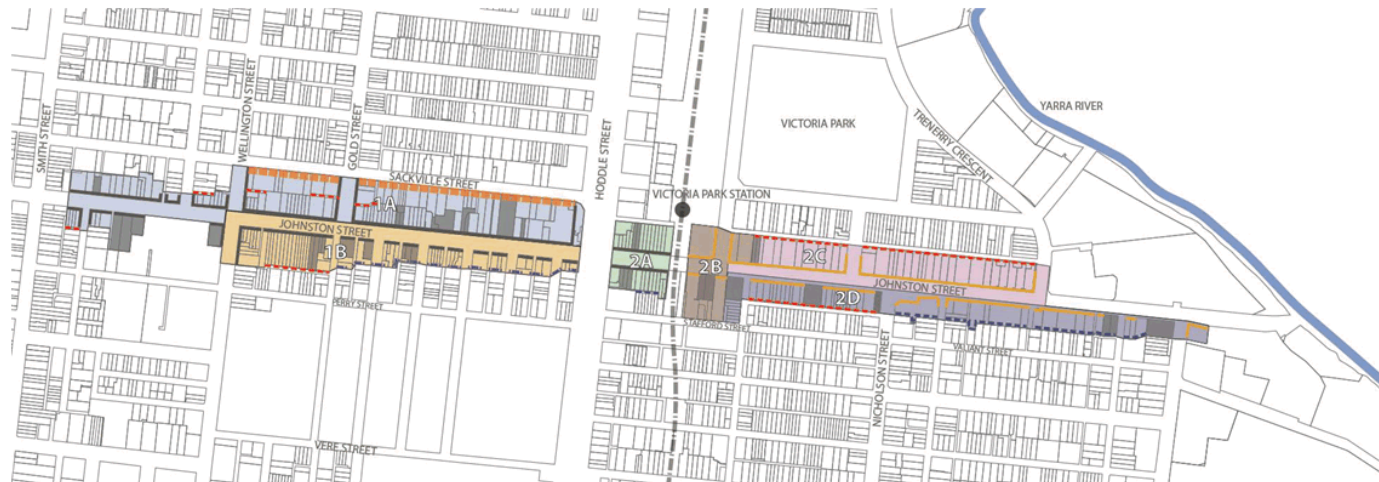 YARRA RIVER
VICTORIA PARK
TRENERRY CRESCENT
SMITH STREET
WELLINGTON STREET
GOLD STREET
HODDLE STREET
SACKVILLE STREET
VICTORIA PARK STATION
1A
JOHNSTON STREET
1B
2A
2B
2C
JOHNSTON STREET
2D
PERRY STREET
STAFFORD STREET
NICHOLSON STREET
VALIANT STREET
VERE STREET